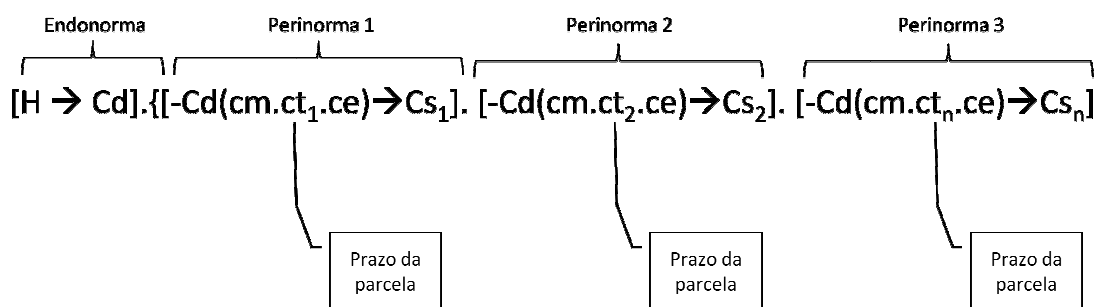 Endonorma Perinorma 1 Perinorma 2 Perinorma 3
[H → Cd].{[-Cd(cm.ct₁.ce)→Cs₁]. [-Cd(cm.ct₂.ce)→Cs₂]. [-Cd(cm.ctₙ.ce)→Csₙ]
Prazo da
parcela
Prazo da
parcela
Prazo da
parcela